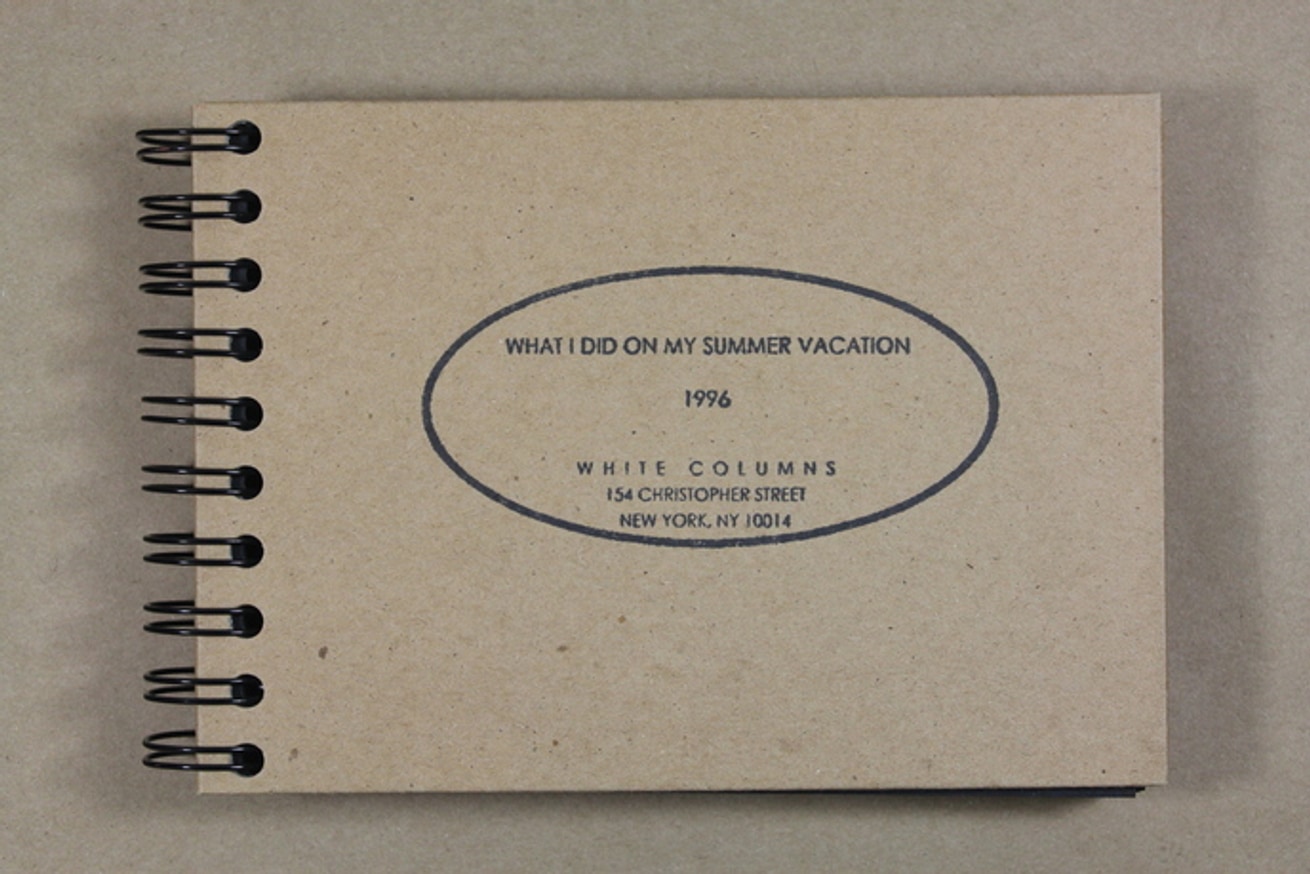 WHAT I DID ON MY SUMMER VACATION
1996
WHITE COLUMNS
154 CHRISTOPHER STREET
NEW YORK, NY 10014